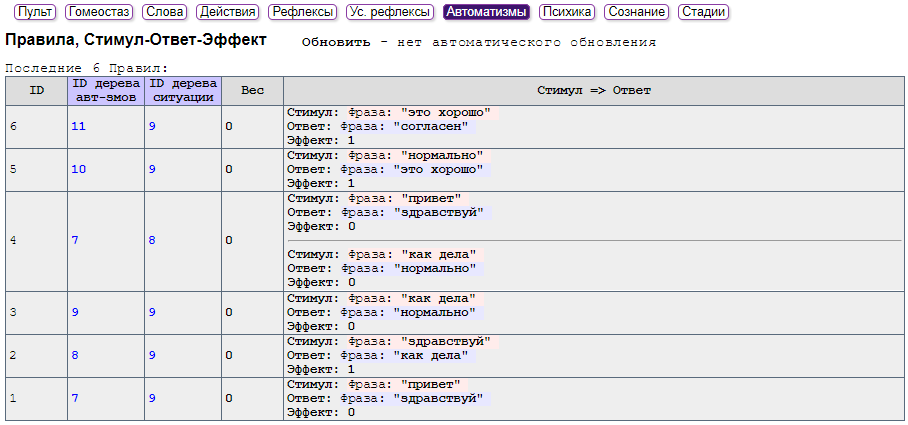 Пульт Гомеостаз Слова Действия Рефлексы Ус. рефлексы Автоматизмы Психика Сознание Стадии
Правила, Стимул-Ответ-Эффект Обновить - нет автоматического обновления
Последние 6 Правил:
ID ID дерева авт-змов ID дерева ситуации Вес Стимул => Ответ
6 11 9 0
Стимул: Фраза: "это хорошо"
Ответ: Фраза: "согласен"
Эффект: 1
5 10 9 0
Стимул: Фраза: "нормально"
Ответ: Фраза: "это хорошо"
Эффект: 1
4 7 8 0
Стимул: Фраза: "привет"
Ответ: Фраза: "здравствуй"
Эффект: 0
Стимул: Фраза: "как дела"
Ответ: Фраза: "нормально"
Эффект: 0
3 9 9 0
Стимул: Фраза: "как дела"
Ответ: Фраза: "нормально"
Эффект: 0
2 8 9 0
Стимул: Фраза: "здравствуй"
Ответ: Фраза: "как дела"
Эффект: 1
1 7 9 0
Стимул: Фраза: "привет"
Ответ: Фраза: "здравствуй"
Эффект: 0